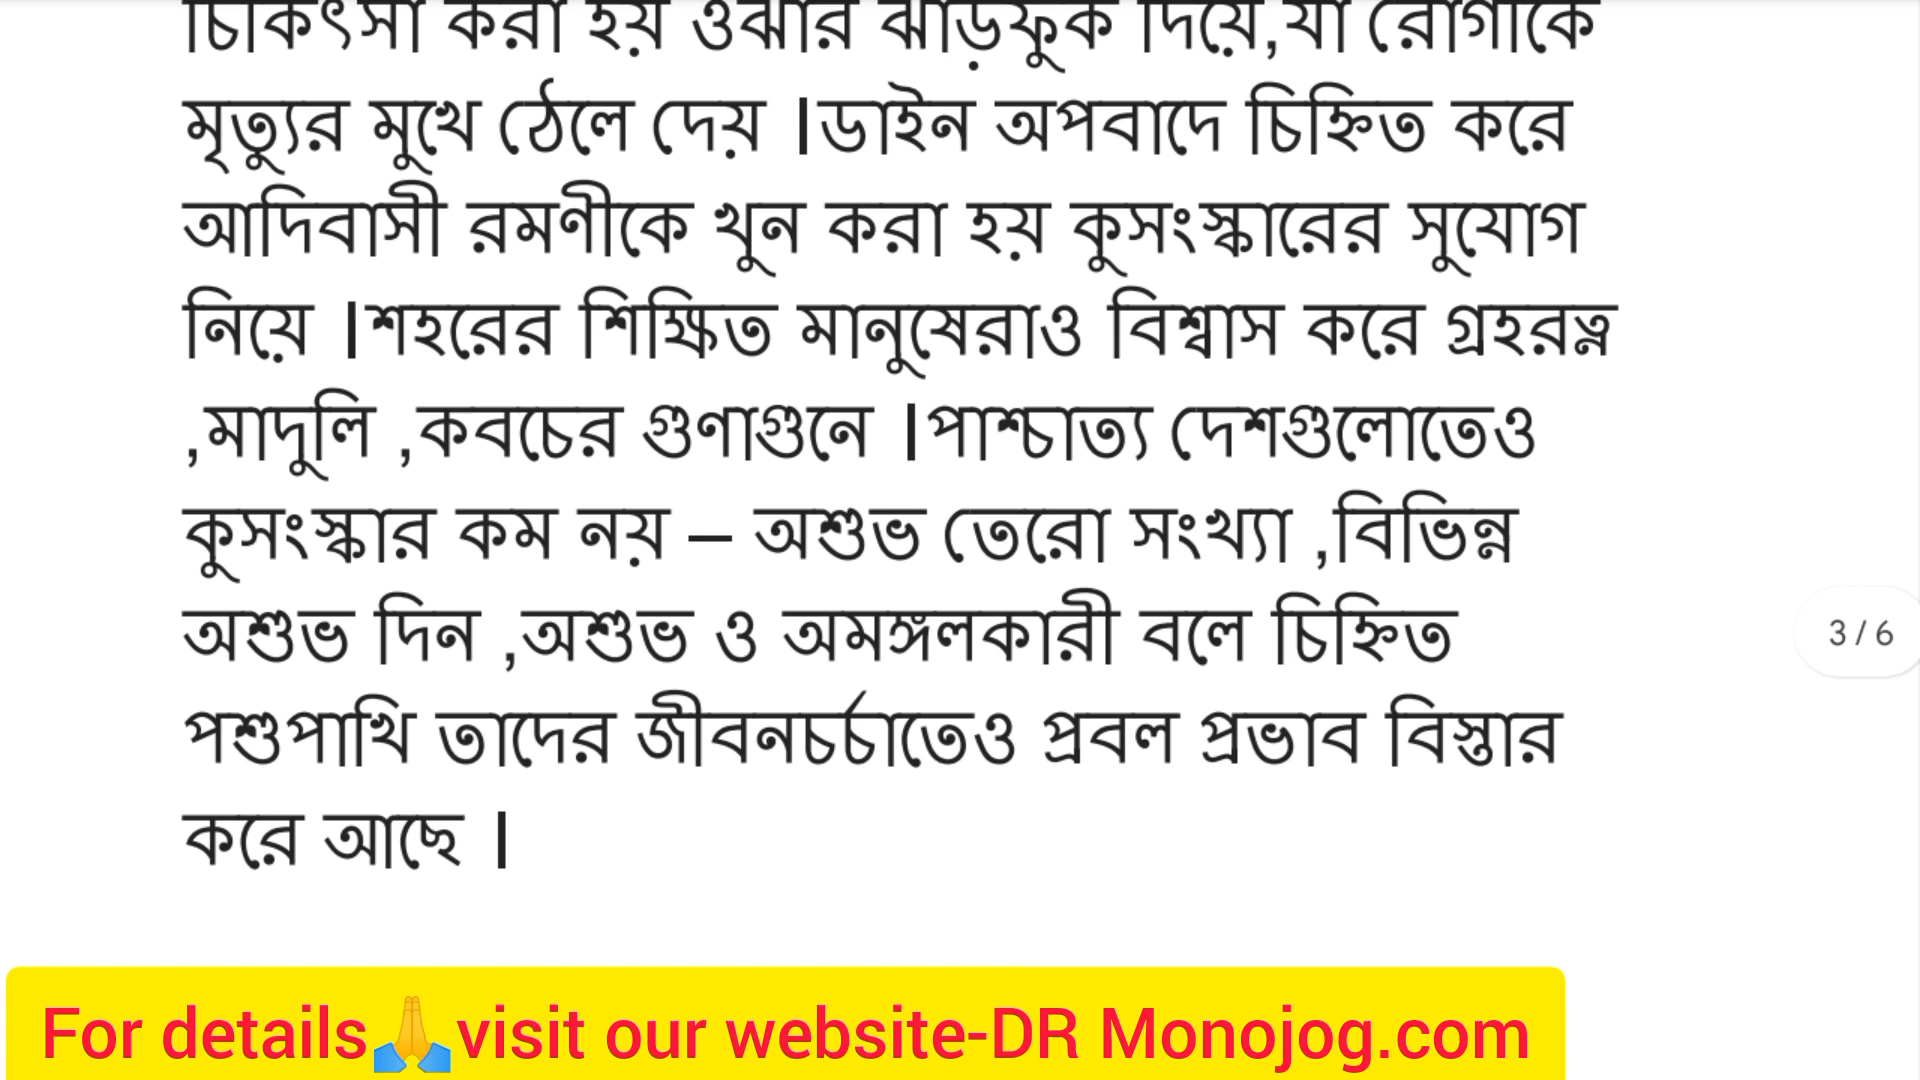 চিকিৎসা করা হয় ওঝার ঝাড়ফুক দিয়ে,যা রোগীকে
মৃত্যুর মুখে ঠেলে দেয় ।ডাইন অপবাদে চিহ্নিত করে
আদিবাসী রমণীকে খুন করা হয় কুসংস্কারের সুযোগ
নিয়ে ।শহরের শিক্ষিত মানুষেরাও বিশ্বাস করে গ্রহরত্ন
,মাদুলি ,কবচের গুণাগুনে ।পাশ্চাত্য দেশগুলোতেও
কুসংস্কার কম নয় – অশুভ তেরো সংখ্যা ,বিভিন্ন
অশুভ দিন ,অশুভ ও অমঙ্গলকারী বলে চিহ্নিত
পশুপাখি তাদের জীবনচর্চাতেও প্রবল প্রভাব বিস্তার
করে আছে ।
3 / 6
For details🙏visit our website-DR Monojog.com